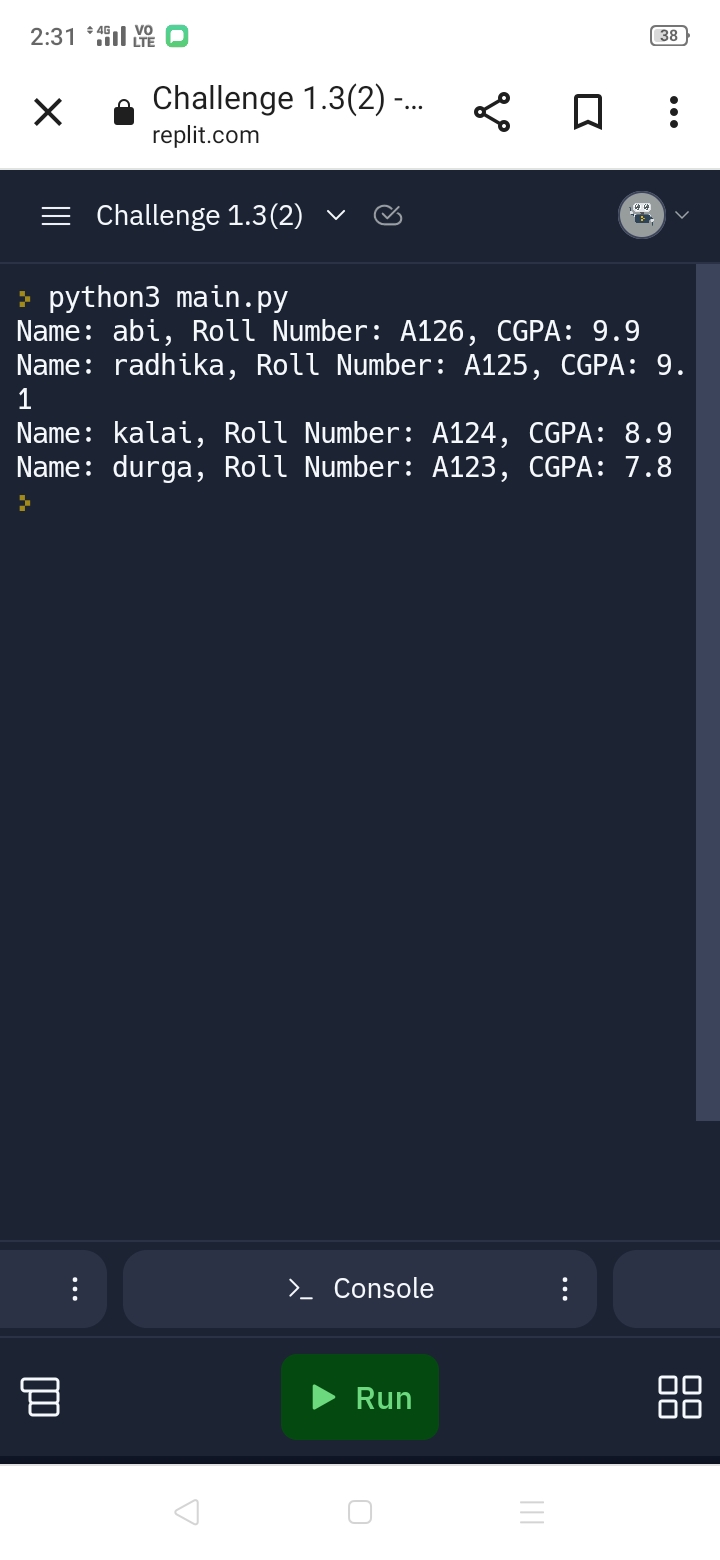 2:31 4G VO LTE 38
Challenge 1.3(2) -...
replit.com
Challenge 1.3(2)
python3 main.py
Name: abi, Roll Number: A126, CGPA: 9.9
Name: radhika, Roll Number: A125, CGPA: 9.
1
Name: kalai, Roll Number: A124, CGPA: 8.9
Name: durga, Roll Number: A123, CGPA: 7.8
>_ Console
Run